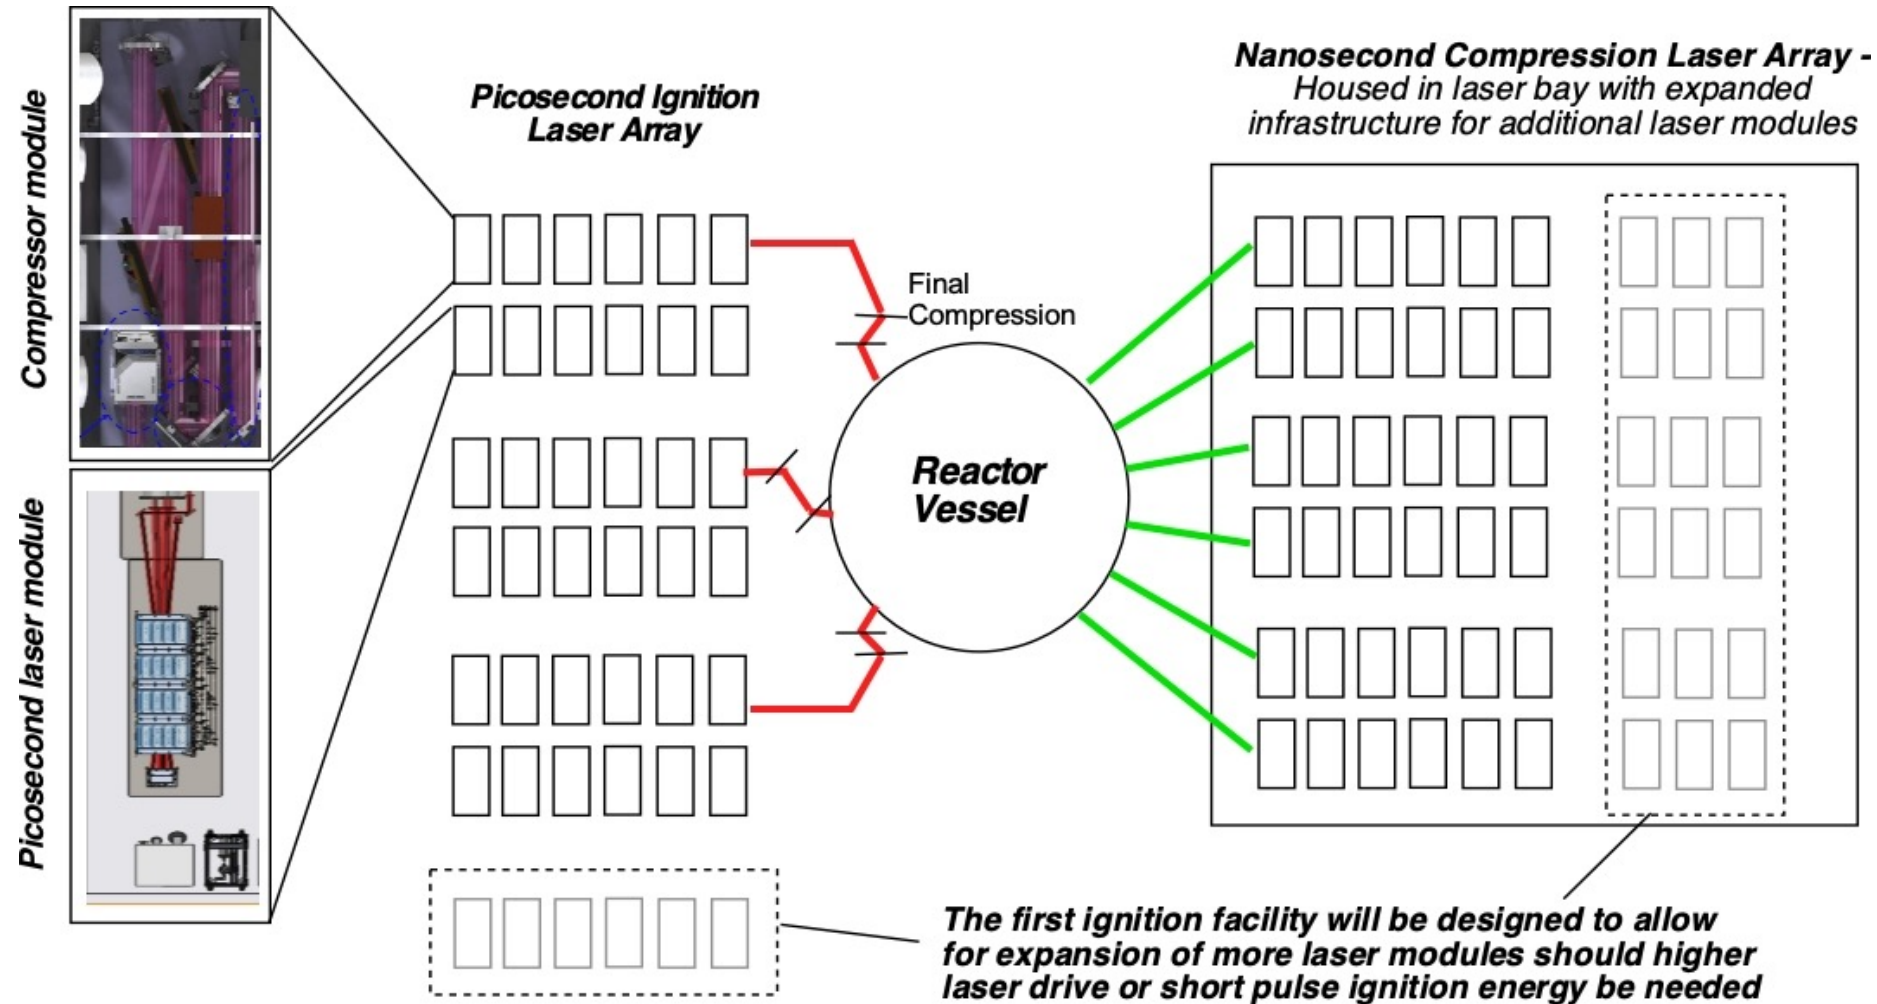 Compressor module
Picosecond laser module
Picosecond Ignition
Laser Array
Nanosecond Compression Laser Array -
Housed in laser bay with expanded
infrastructure for additional laser modules
Final
Compression
Reactor
Vessel
The first ignition facility will be designed to allow
for expansion of more laser modules should higher
laser drive or short pulse ignition energy be needed